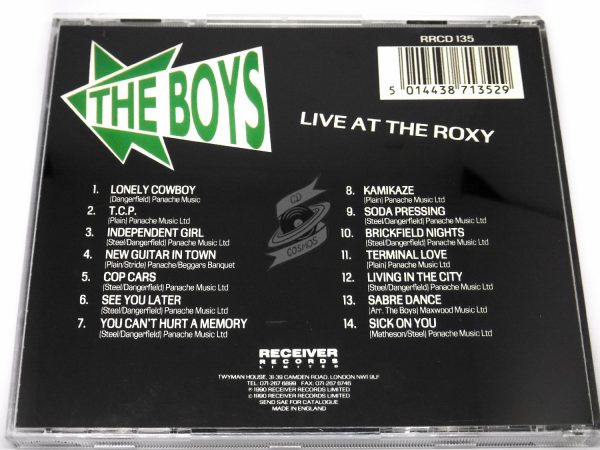 RRCD 135
5 014438 713529
THE BOYS
LIVE AT THE ROXY
1. LONELY COWBOY
(Dangerfield) Panache Music Ltd
2. T.C.P.
(Plain) Panache Music Ltd
3. INDEPENDENT GIRL
(Steel/Dangerfield) Panache Music Ltd
4. NEW GUITAR IN TOWN
(Plain/Stride) Panache/Beggars Banquet
5. COP CARS
(Steel/Dangerfield) Panache Music Ltd
6. SEE YOU LATER
(Steel/Dangerfield) Panache Music Ltd
7. YOU CAN'T HURT A MEMORY
(Steel/Dangerfield) Panache Music Ltd
8. KAMIKAZE
(Plain) Panache Music Ltd
9. SODA PRESSING
(Steel/Dangerfield) Panache Music Ltd
10. BRICKFIELD NIGHTS
(Steel/Dangerfield) Panache Music Ltd
11. TERMINAL LOVE
(Plain) Panache Music Ltd
12. LIVING IN THE CITY
(Steel/Dangerfield) Panache Music Ltd
13. SABRE DANCE
(Arr. The Boys) Maxwood Music Ltd
14. SICK ON YOU
(Matheson/Steel) Panache Music Ltd
CD
COSMOS
RECEIVER
RECORDS
LIMITED
TWYMAN HOUSE, 31-39 CAMDEN ROAD, LONDON NW1 9LF
TEL: 071-267 6899 FAX: 071-267 6746
℗ 1990 RECEIVER RECORDS LIMITED
© 1990 RECEIVER RECORDS LIMITED
SEND SAE FOR CATALOGUE
MADE IN ENGLAND